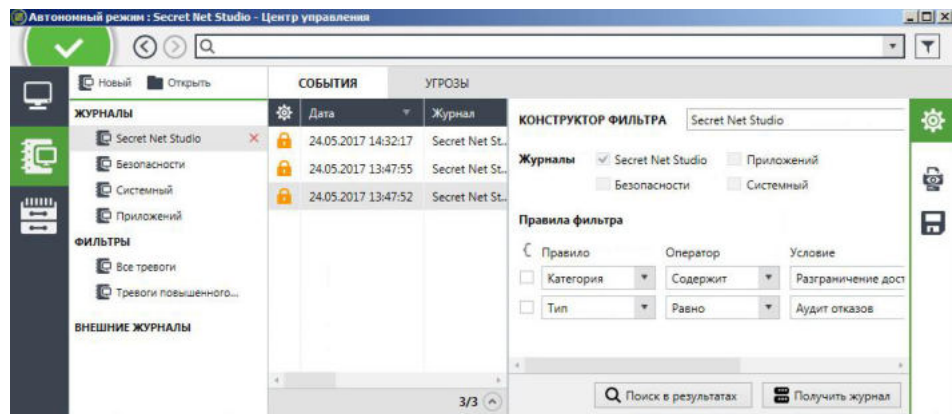 Автономный режим : Secret Net Studio - Центр управления
Новый Открыть
СОБЫТИЯ УГРОЗЫ
ЖУРНАЛЫ
Secret Net Studio
Безопасности
Системный
Приложений
ФИЛЬТРЫ
Все тревоги
Тревоги повышенного...
ВНЕШНИЕ ЖУРНАЛЫ
Дата Журнал
24.05.2017 14:32:17 Secret Net St..
24.05.2017 13:47:55 Secret Net St..
24.05.2017 13:47:52 Secret Net St..
3/3
КОНСТРУКТОР ФИЛЬТРА Secret Net Studio
Журналы Secret Net Studio Приложений
Безопасности Системный
Правила фильтра
Правило Оператор Условие
Категория Содержит Разграничение дост
Тип Равно Аудит отказов
Поиск в результатах Получить журнал